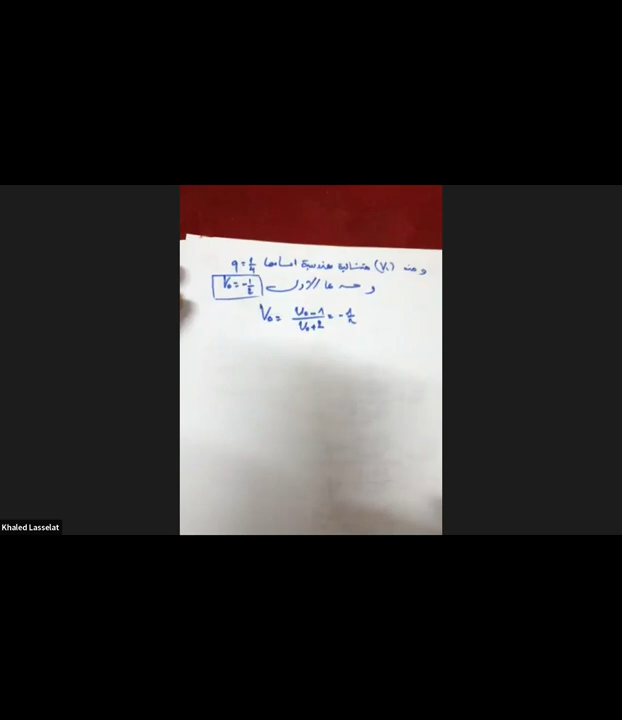 ومنه (Vₙ) متتالية هندسية أساسها q = 1/4
وحدها الأول V₀ = -1/2
V₀ = (U₀-1)/(U₀+2) = -1/2
Khaled Lasselat